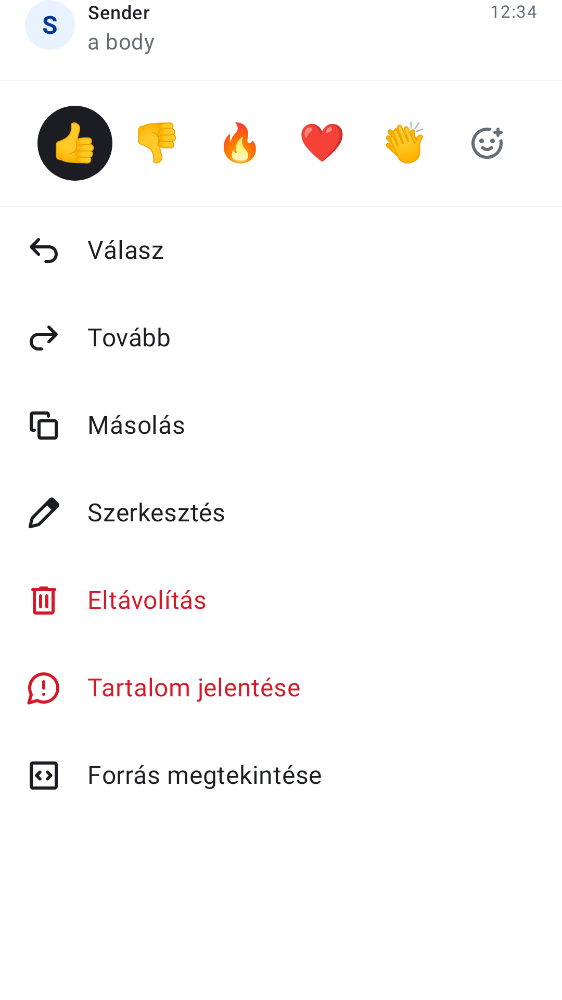 S
Sender
12:34
a body
Válasz
Tovább
Másolás
Szerkesztés
Eltávolítás
Tartalom jelentése
Forrás megtekintése